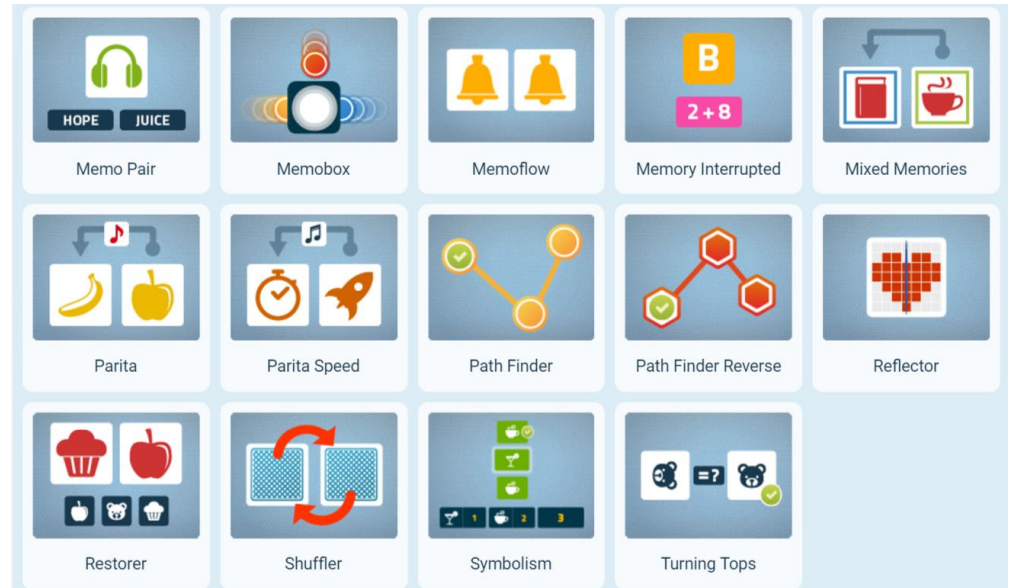 HOPE JUICE
Memo Pair
Memobox
Memoflow
B
2+8
Memory Interrupted
Mixed Memories
Parita
Parita Speed
Path Finder
Path Finder Reverse
Reflector
Restorer
Shuffler
1 2 3
Symbolism
=?
Turning Tops